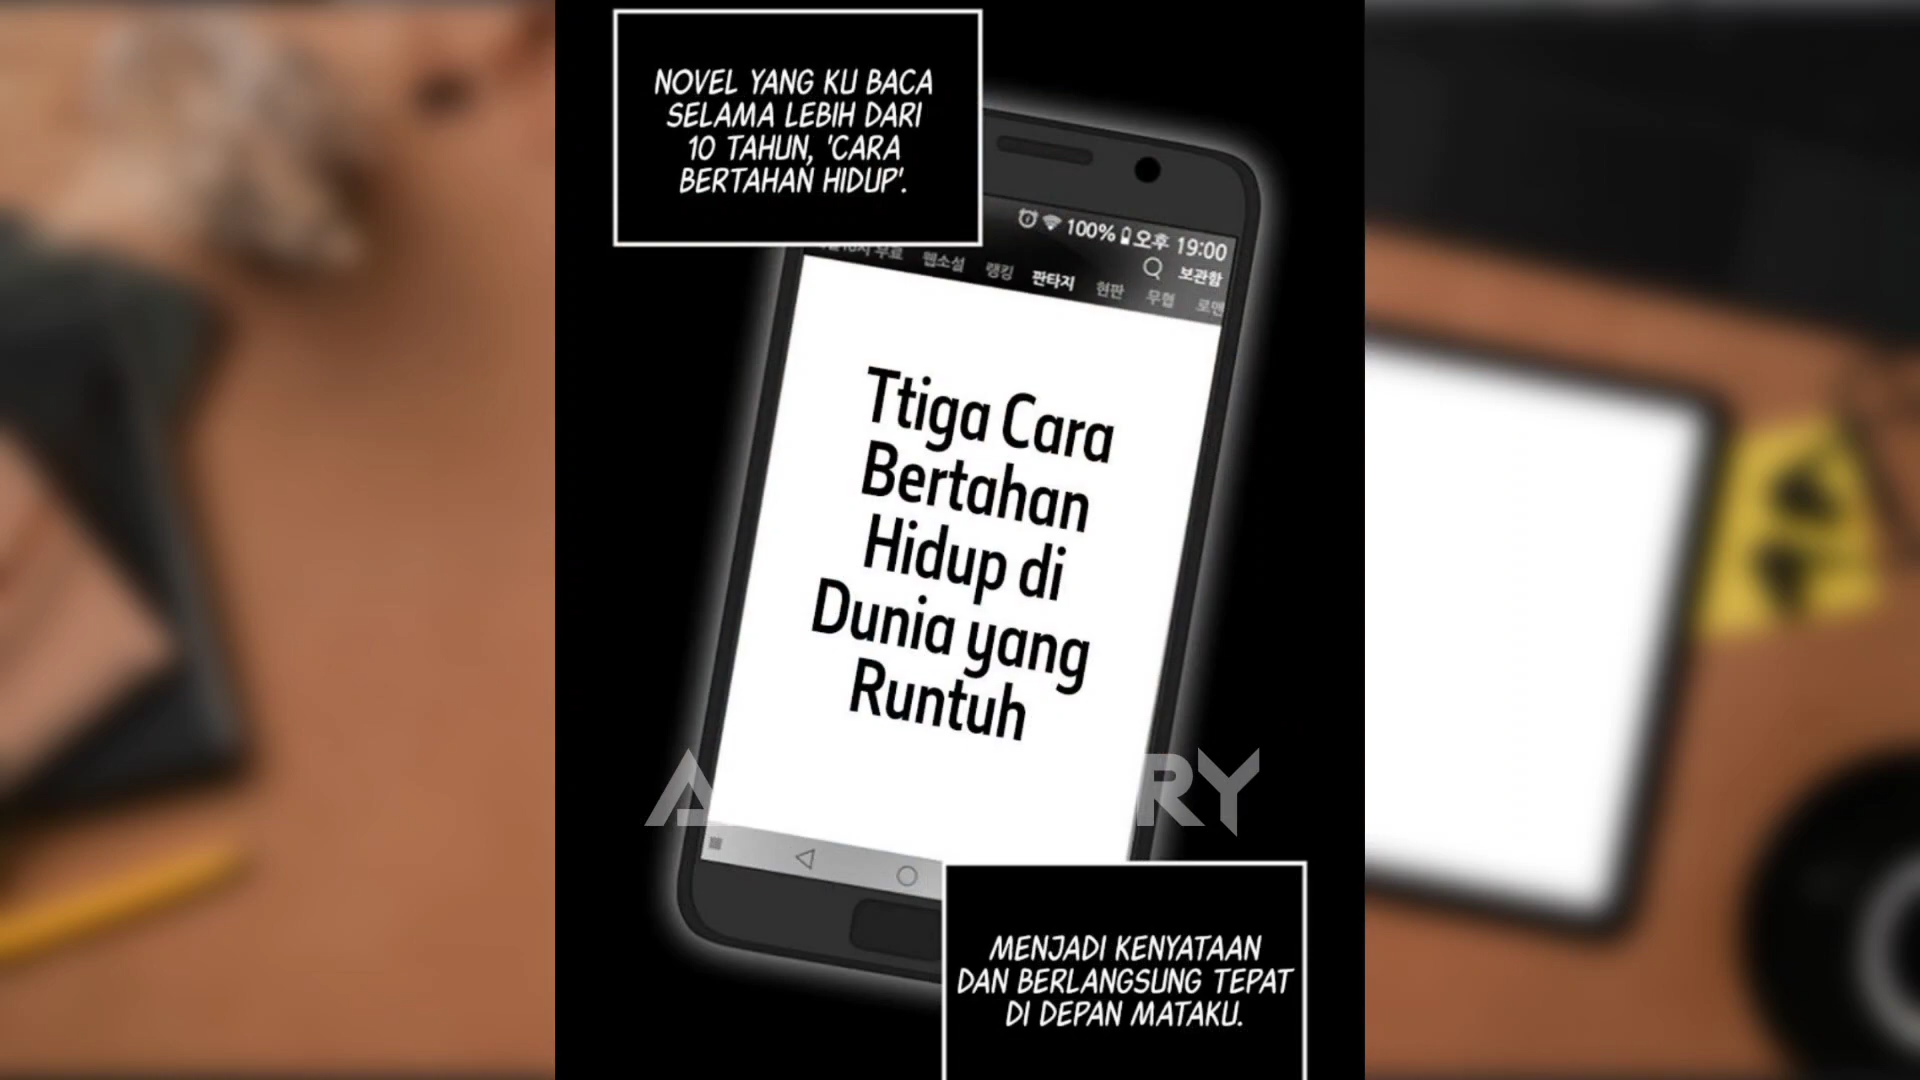 NOVEL YANG KU BACA
SELAMA LEBIH DARI
10 TAHUN, 'CARA
BERTAHAN HIDUP'.
100% 오후 19:00
무료 웹소설 랭킹 판타지 현판 무협 로맨
보관함
Ttiga Cara
Bertahan
Hidup di
Dunia yang
Runtuh
MENJADI KENYATAAN
DAN BERLANGSUNG TEPAT
DI DEPAN MATAKU.